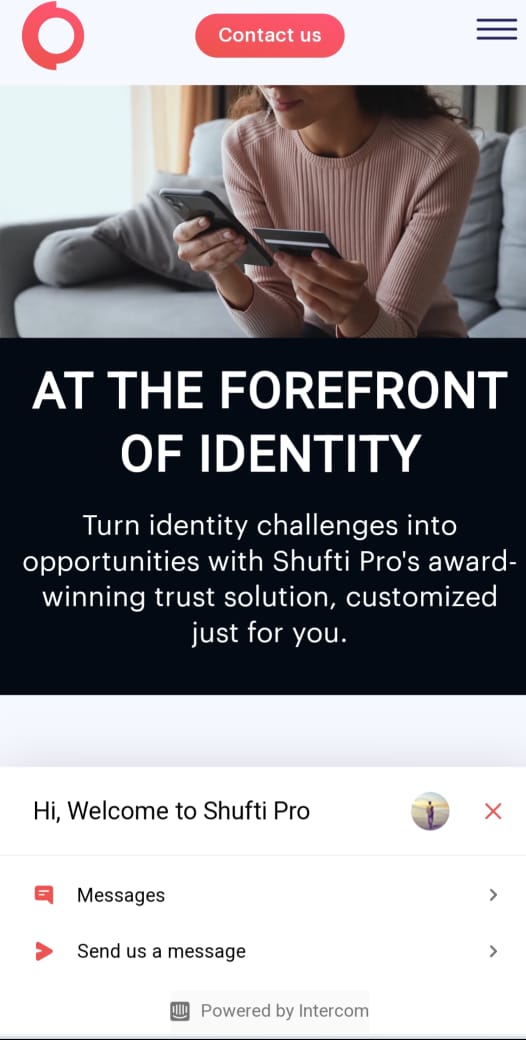 Contact us
AT THE FOREFRONT
OF IDENTITY
Turn identity challenges into
opportunities with Shufti Pro's award-
winning trust solution, customized
just for you.
Hi, Welcome to Shufti Pro
Messages
Send us a message
Powered by Intercom